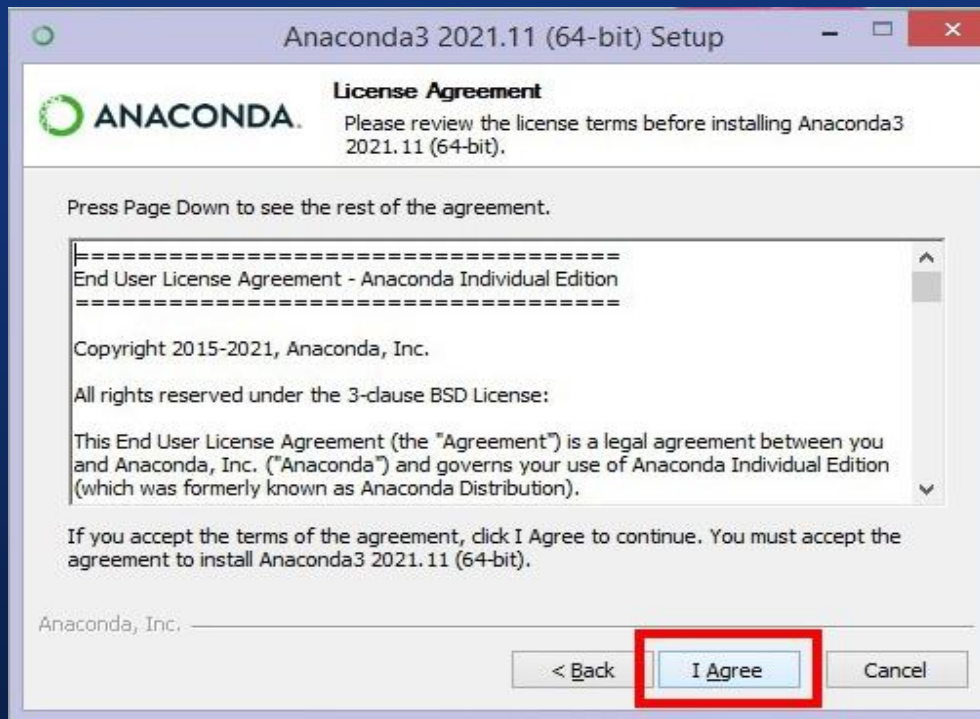 Anaconda3 2021.11 (64-bit) Setup
ANACONDA.
License Agreement
Please review the license terms before installing Anaconda3
2021.11 (64-bit).
Press Page Down to see the rest of the agreement.
===================================
End User License Agreement - Anaconda Individual Edition
===================================
Copyright 2015-2021, Anaconda, Inc.
All rights reserved under the 3-clause BSD License:
This End User License Agreement (the "Agreement") is a legal agreement between you
and Anaconda, Inc. ("Anaconda") and governs your use of Anaconda Individual Edition
(which was formerly known as Anaconda Distribution).
If you accept the terms of the agreement, click I Agree to continue. You must accept the
agreement to install Anaconda3 2021.11 (64-bit).
Anaconda, Inc.
< Back
I Agree
Cancel